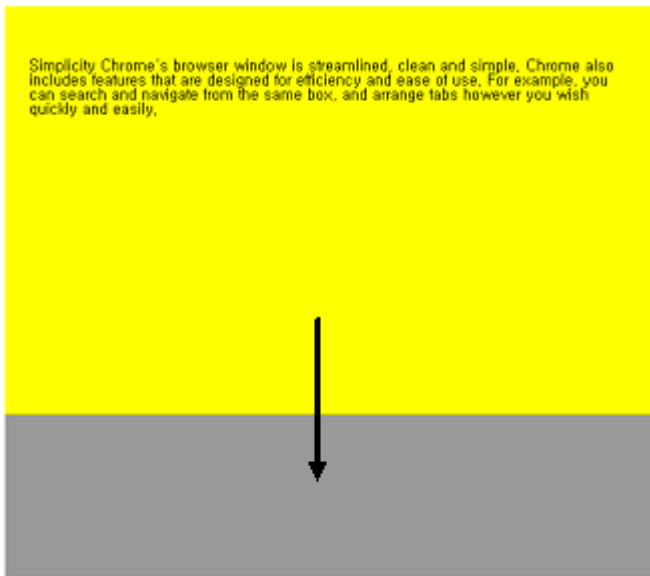 Simplicity Chrome's browser window is streamlined, clean and simple. Chrome also
includes features that are designed for efficiency and ease of use. For example, you
can search and navigate from the same box, and arrange tabs however you wish
quickly and easily.